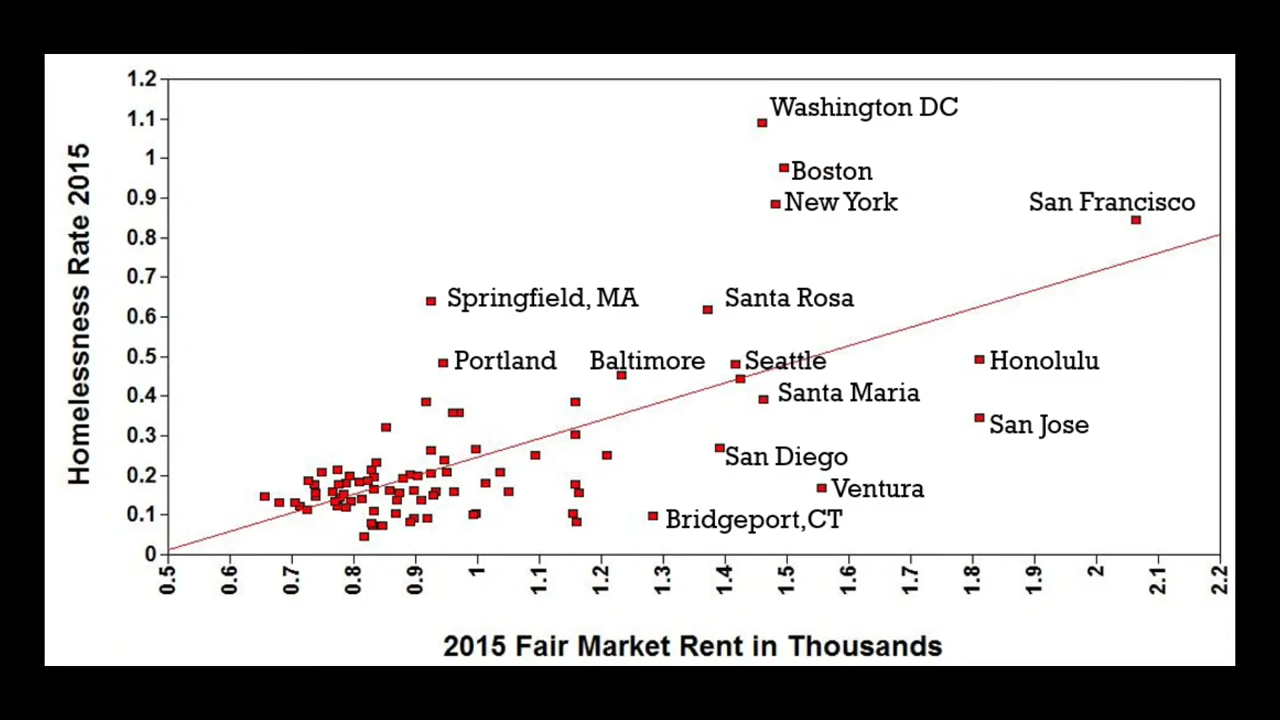 1.2
1.1
1
0.9
0.8
0.7
0.6
0.5
0.4
0.3
0.2
0.1
0
Homelessness Rate 2015
Washington DC
Boston
New York
San Francisco
Springfield, MA
Santa Rosa
Portland
Baltimore
Seattle
Honolulu
Santa Maria
San Jose
San Diego
Ventura
Bridgeport,CT
0.5
0.6
0.7
0.8
0.9
1
1.1
1.2
1.3
1.4
1.5
1.6
1.7
1.8
1.9
2
2.1
2.2
2015 Fair Market Rent in Thousands